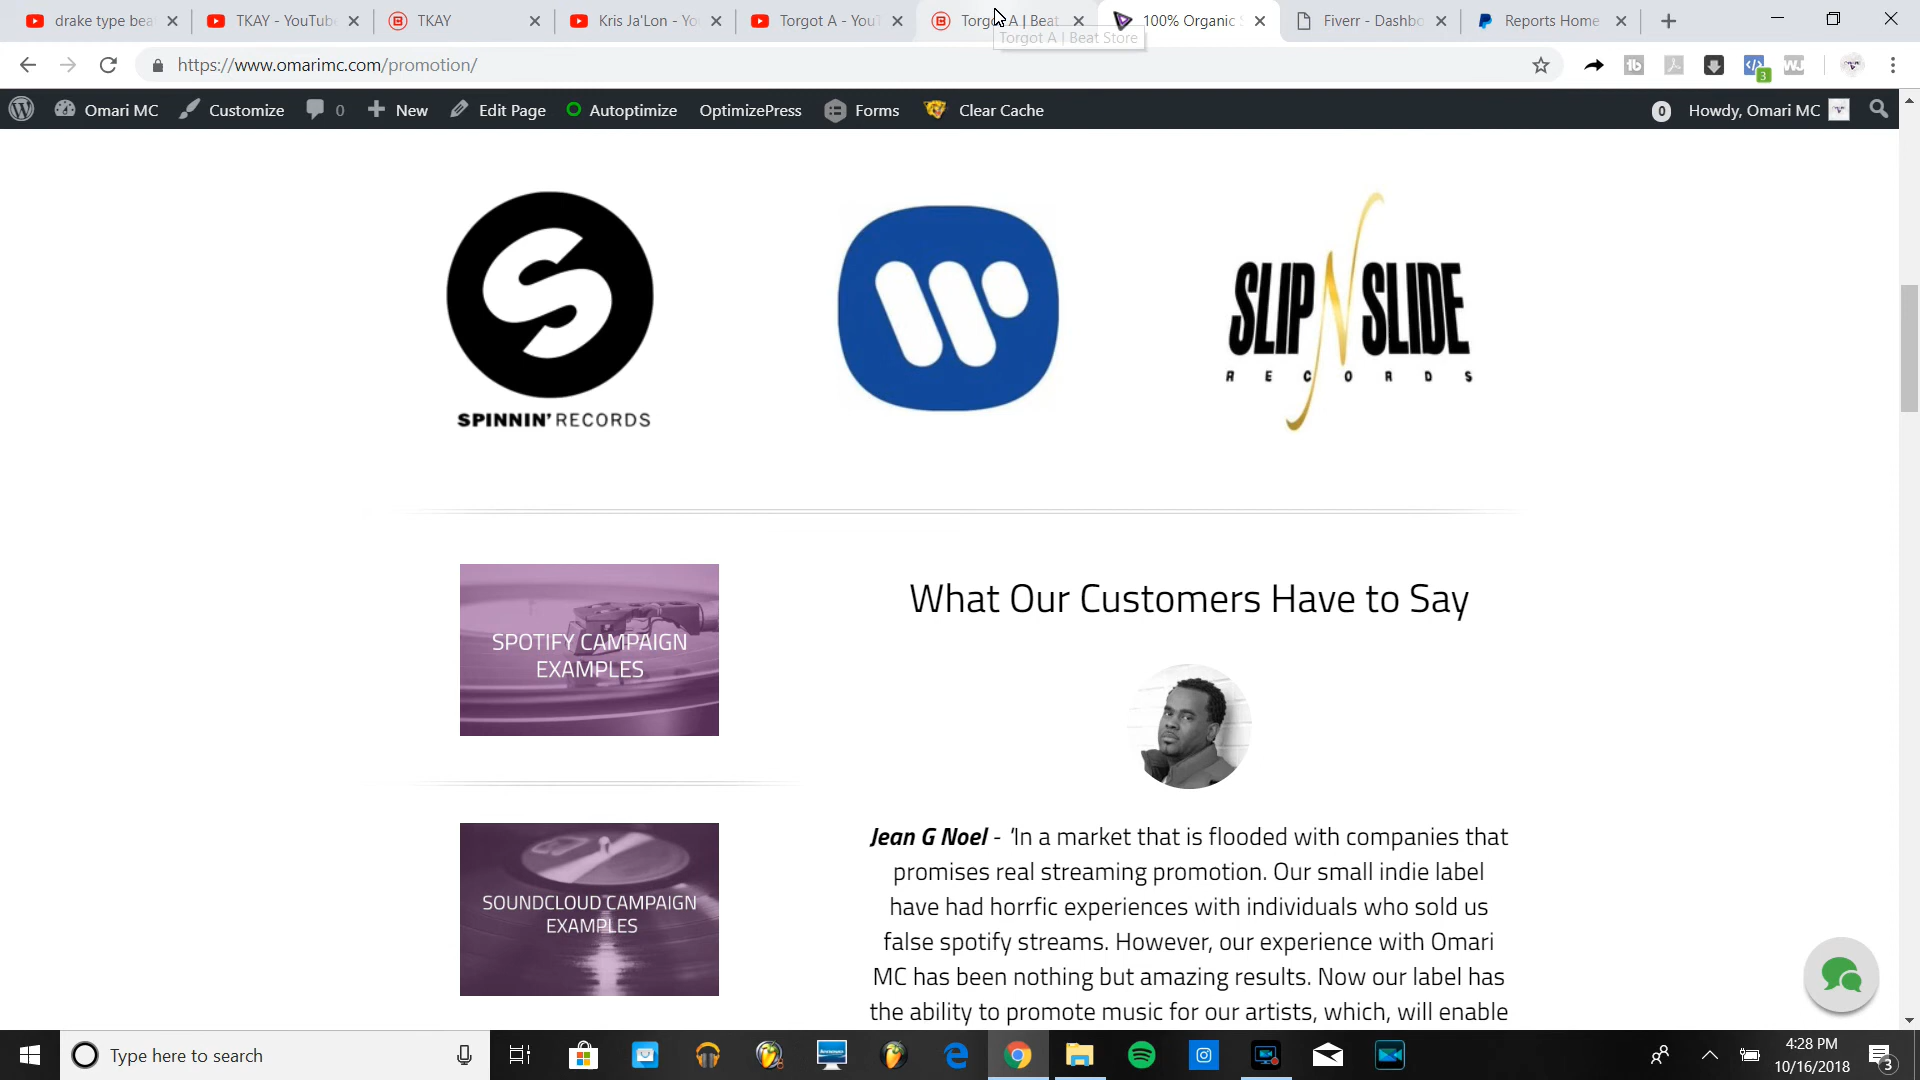 drake type bea
TKAY - YouTub
TKAY
Kris Ja'Lon - Yo
Torgot A - YouT
Torgot A | Beat
100% Organic
Fiverr - Dashbo
Reports Home
Torgot A | Beat Store
https://www.omarimc.com/promotion/
3
Omari MC
Customize
0
New
Edit Page
Autoptimize
OptimizePress
Forms
Clear Cache
0
Howdy, Omari MC
SPINNIN' RECORDS
SLIP N SLIDE
RECORDS
SPOTIFY CAMPAIGN
EXAMPLES
SOUNDCLOUD CAMPAIGN
EXAMPLES
What Our Customers Have to Say
Jean G Noel - "In a market that is flooded with companies that
promises real streaming promotion. Our small indie label
have had horrfic experiences with individuals who sold us
false spotify streams. However, our experience with Omari
MC has been nothing but amazing results. Now our label has
the ability to promote music for our artists, which, will enable
Type here to search
4:28 PM
10/16/2018
3